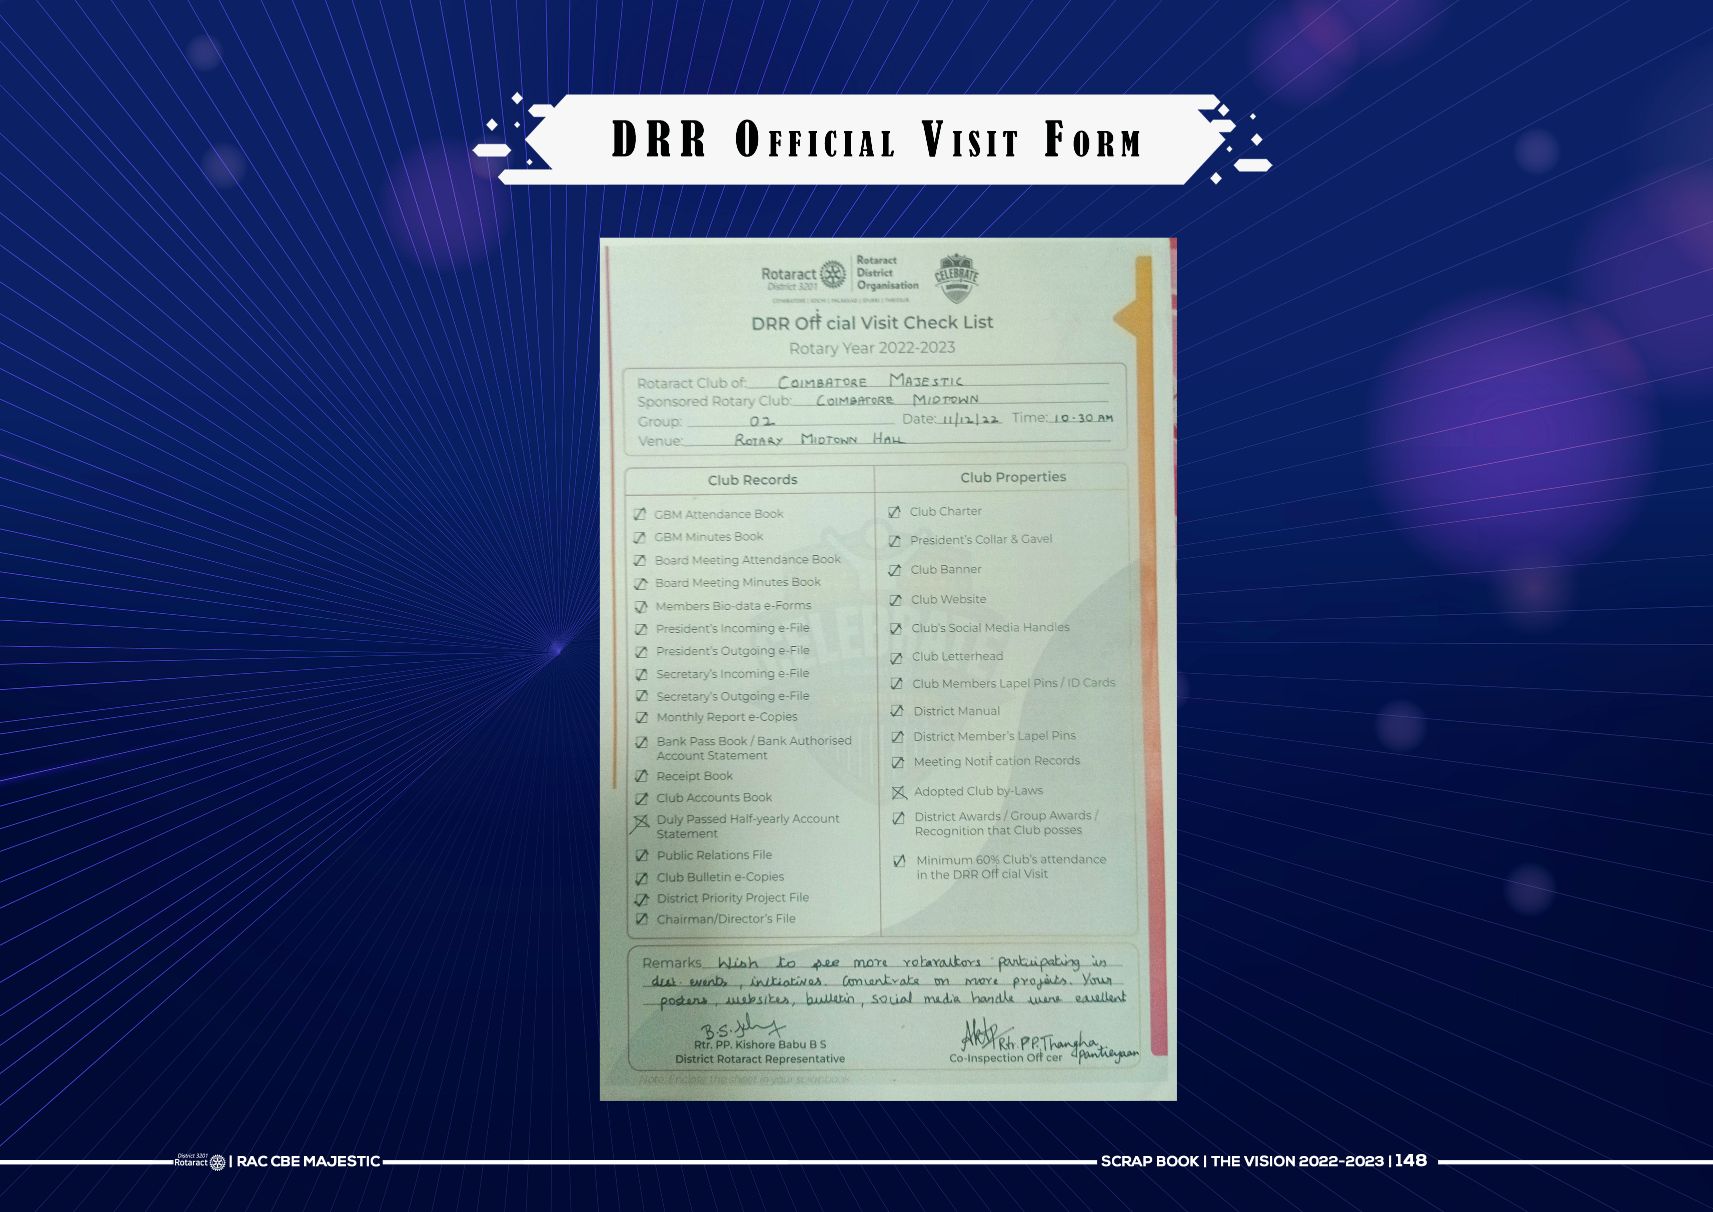 DRR Official Visit Form
Rotaract
District 3201
Rotaract
District
Organisation
CELEBRATE
DRR Off cial Visit Check List
Rotary Year 2022-2023
Rotaract Club of: COIMBATORE MAJESTIC
Sponsored Rotary Club: COIMBATORE MIDTOWN
Group: 02 Date: 11/12/22 Time: 10.30 AM
Venue: ROTARY MIDTOWN HALL
Club Records
GBM Attendance Book
GBM Minutes Book
Board Meeting Attendance Book
Board Meeting Minutes Book
Members Bio-data e-Forms
President's Incoming e-File
President's Outgoing e-File
Secretary's Incoming e-File
Secretary's Outgoing e-File
Monthly Report e-Copies
Bank Pass Book / Bank Authorised
Account Statement
Receipt Book
Club Accounts Book
Duly Passed Half-yearly Account
Statement
Public Relations File
Club Bulletin e-Copies
District Priority Project File
Chairman/Director's File
Club Properties
Club Charter
President's Collar & Gavel
Club Banner
Club Website
Club's Social Media Handles
Club Letterhead
Club Members Lapel Pins / ID Cards
District Manual
District Member's Lapel Pins
Meeting Notif cation Records
Adopted Club by-Laws
District Awards / Group Awards /
Recognition that Club posses
Minimum 60% Club's attendance
in the DRR Off cial Visit
Remarks Wish to see more rotaraktors participating in
dist. events, initiatives. Concentrate on more projects. Your
posters, websites, bulletin, social media handle were excellent
Rtr. PP. Kishore Babu B S
District Rotaract Representative
Rtr. PP. Thangha
pantieyaan
Co-Inspection Off cer
Note: Enclose the sheet in your scrapbook
District 3201
Rotaract | RAC CBE MAJESTIC
SCRAP BOOK | THE VISION 2022-2023 | 148